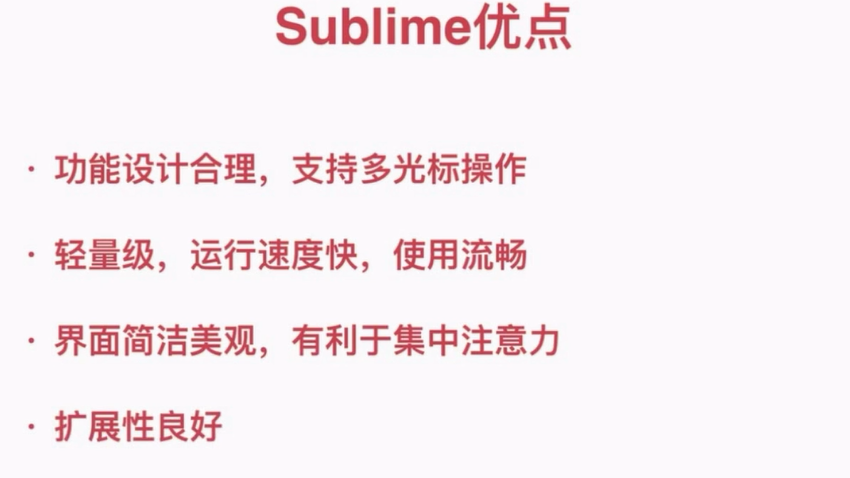 Sublime优点
· 功能设计合理，支持多光标操作
· 轻量级，运行速度快，使用流畅
· 界面简洁美观，有利于集中注意力
· 扩展性良好